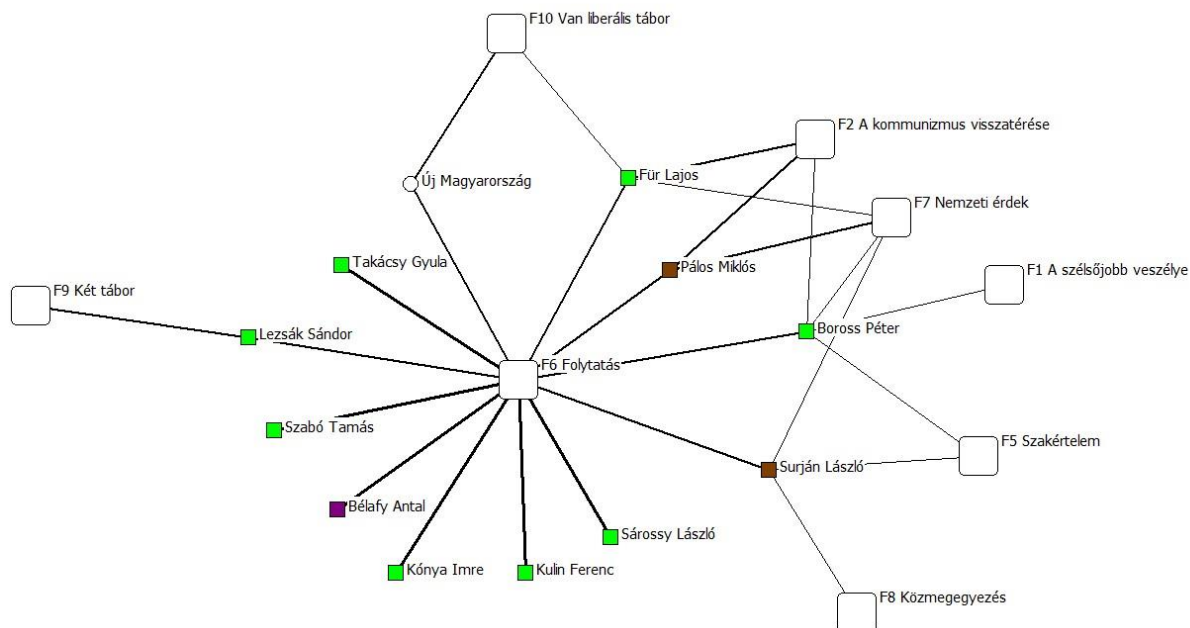 F10 Van liberális tábor
F2 A kommunizmus visszatérése
Új Magyarország
Für Lajos
F7 Nemzeti érdek
Takácsy Gyula
Pálos Miklós
F1 A szélsőjobb veszélye
F9 Két tábor
Lezsák Sándor
Boross Péter
F6 Folytatás
Szabó Tamás
F5 Szakértelem
Surján László
Bélafy Antal
Sárossy László
Kónya Imre
Kulin Ferenc
F8 Közmegegyezés